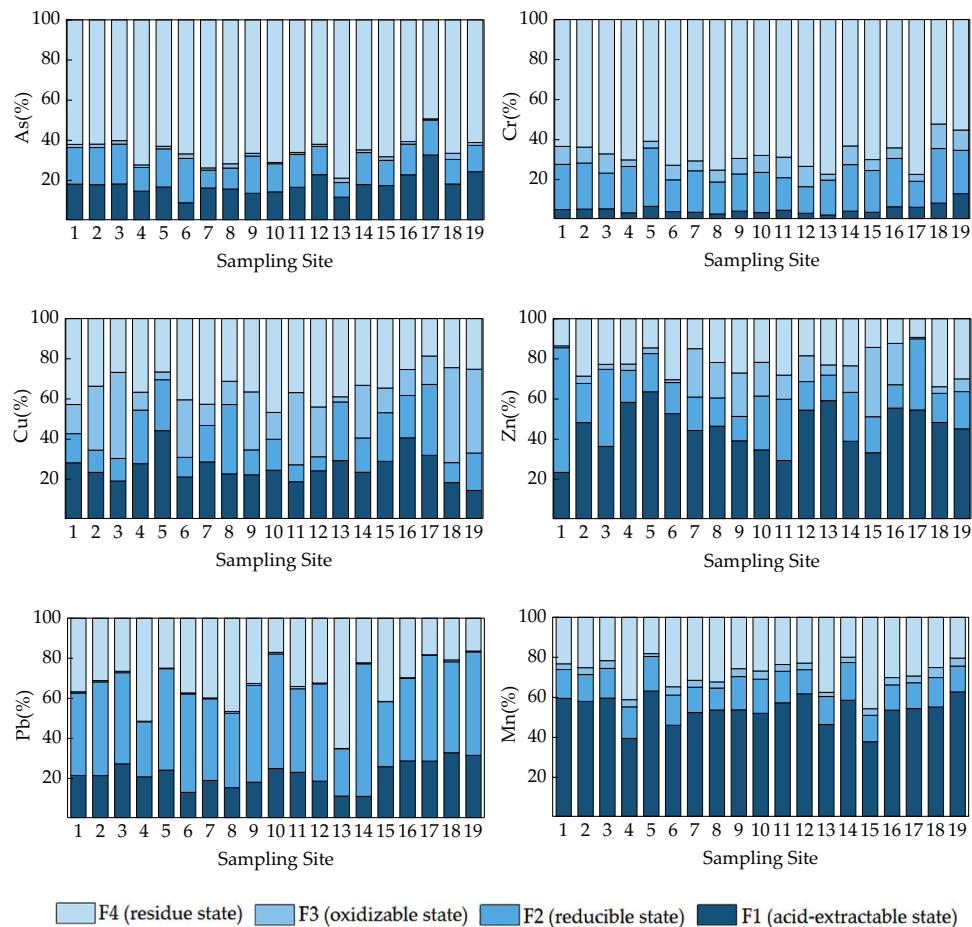 100
80
60
40
20
As(%)
1 2 3 4 5 6 7 8 9 10 11 12 13 14 15 16 17 18 19
Sampling Site
100
80
60
40
20
Cr(%)
1 2 3 4 5 6 7 8 9 10 11 12 13 14 15 16 17 18 19
Sampling Site
100
80
60
40
20
Cu(%)
1 2 3 4 5 6 7 8 9 10 11 12 13 14 15 16 17 18 19
Sampling Site
100
80
60
40
20
Zn(%)
1 2 3 4 5 6 7 8 9 10 11 12 13 14 15 16 17 18 19
Sampling Site
100
80
60
40
20
Pb(%)
1 2 3 4 5 6 7 8 9 10 11 12 13 14 15 16 17 18 19
Sampling Site
100
80
60
40
20
Mn(%)
1 2 3 4 5 6 7 8 9 10 11 12 13 14 15 16 17 18 19
Sampling Site
F4 (residue state) F3 (oxidizable state) F2 (reducible state) F1 (acid-extractable state)